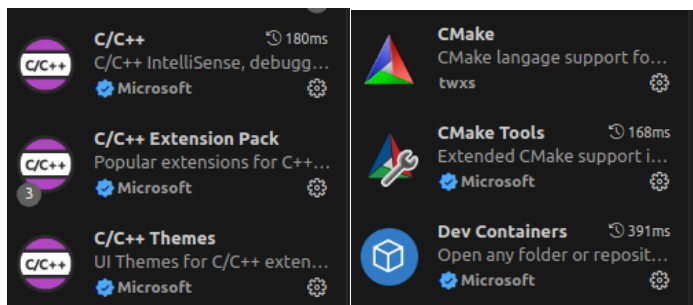 C/C++ 180ms
C/C++ C/C++ IntelliSense, debugg...
Microsoft
C/C++ Extension Pack
C/C++ Popular extensions for C++...
3 Microsoft
C/C++ Themes
C/C++ UI Themes for C/C++ exten...
Microsoft
CMake
CMake langage support fo...
twxs
CMake Tools 168ms
Extended CMake support i...
Microsoft
Dev Containers 391ms
Open any folder or reposit...
Microsoft